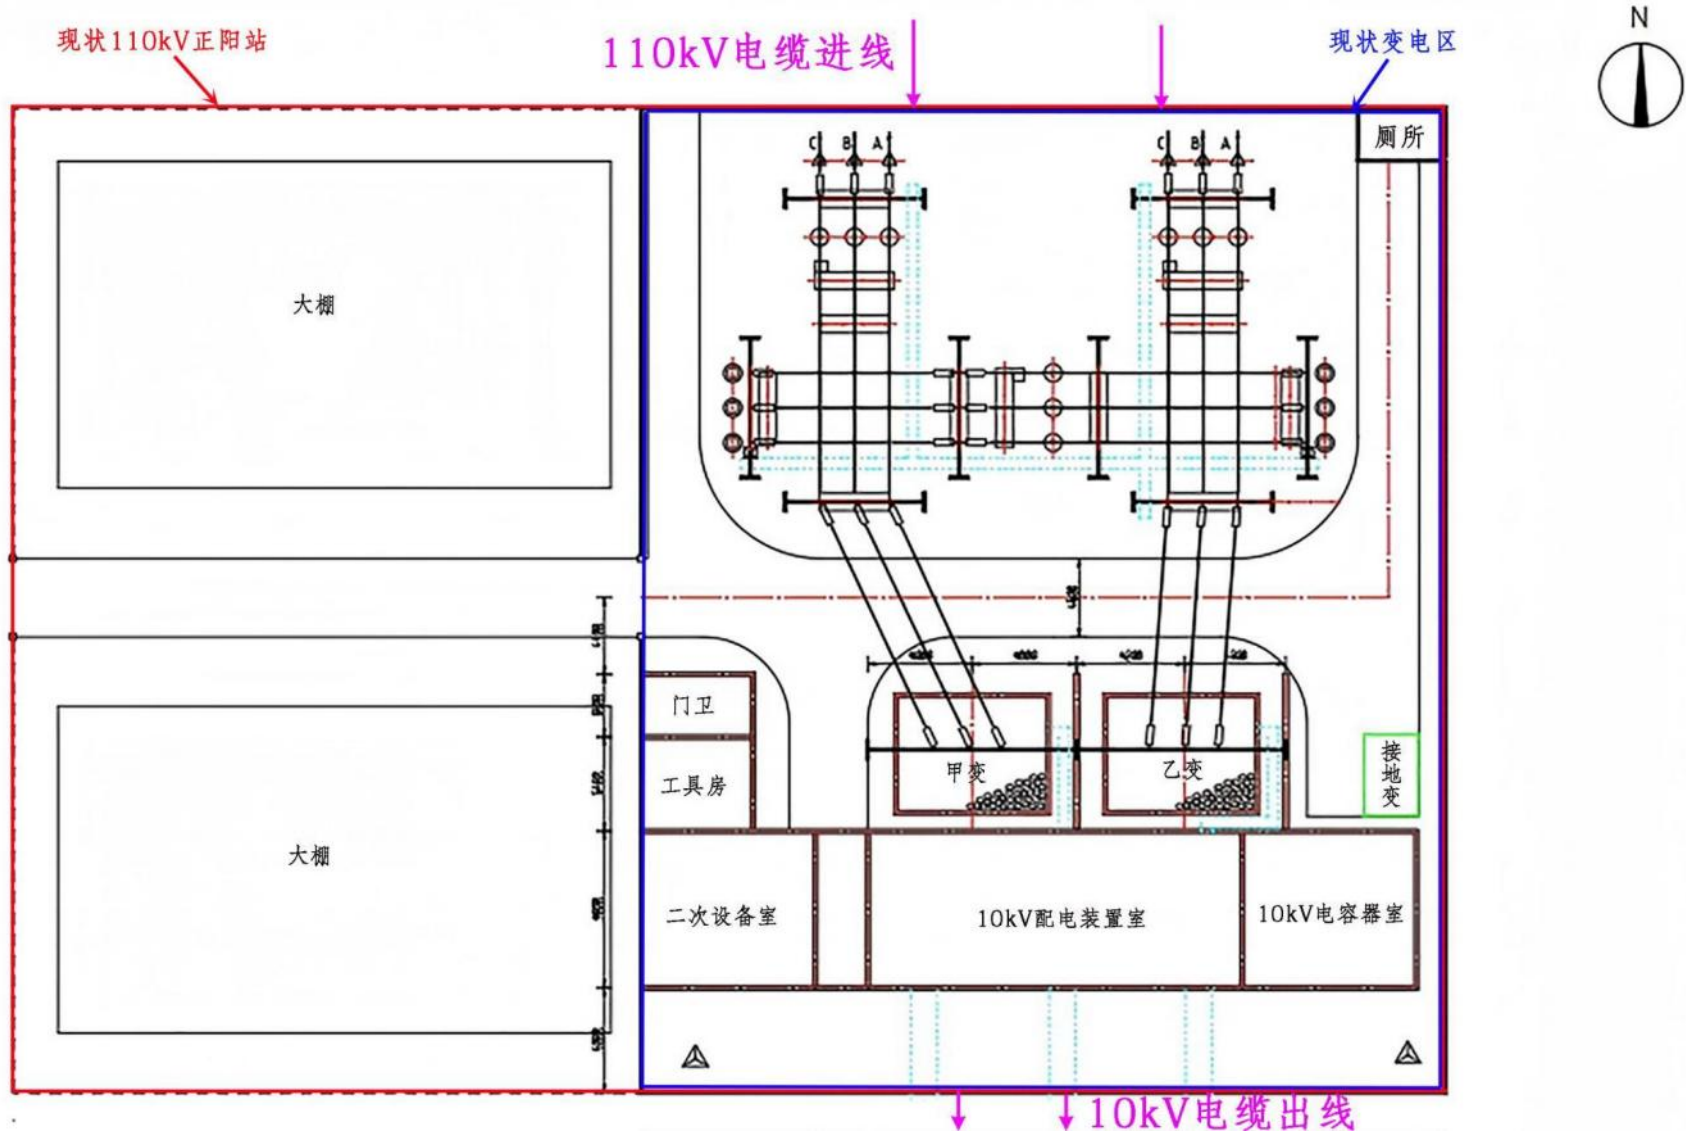 N
现状110kV正阳站
110kV电缆进线
现状变电区
厕所
C B A
C B A
大棚
门卫
工具房
甲变
乙变
接地变
大棚
二次设备室
10kV配电装置室
10kV电容器室
10kV电缆出线